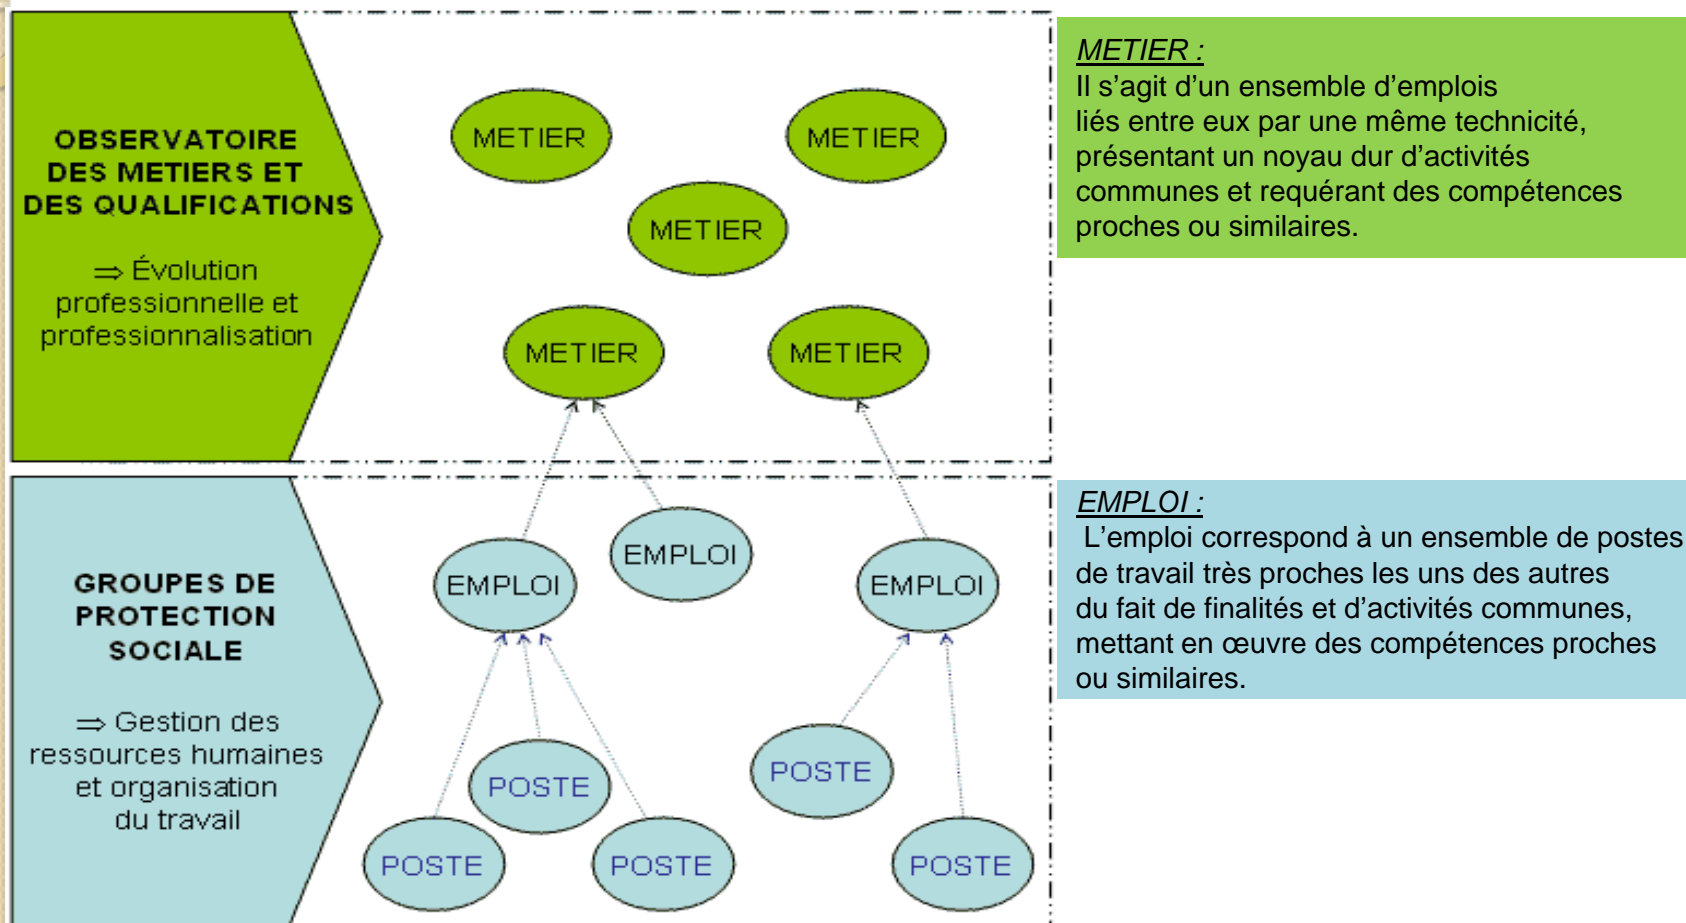 OBSERVATOIRE
DES METIERS ET
DES QUALIFICATIONS
⇒ Évolution
professionnelle et
professionnalisation
METIER
METIER
METIER
METIER
METIER
METIER :
Il s’agit d’un ensemble d’emplois
liés entre eux par une même technicité,
présentant un noyau dur d’activités
communes et requérant des compétences
proches ou similaires.
GROUPES DE
PROTECTION
SOCIALE
⇒ Gestion des
ressources humaines
et organisation
du travail
EMPLOI
EMPLOI
EMPLOI
POSTE
POSTE
POSTE
POSTE
POSTE
EMPLOI :
L’emploi correspond à un ensemble de postes
de travail très proches les uns des autres
du fait de finalités et d’activités communes,
mettant en œuvre des compétences proches
ou similaires.